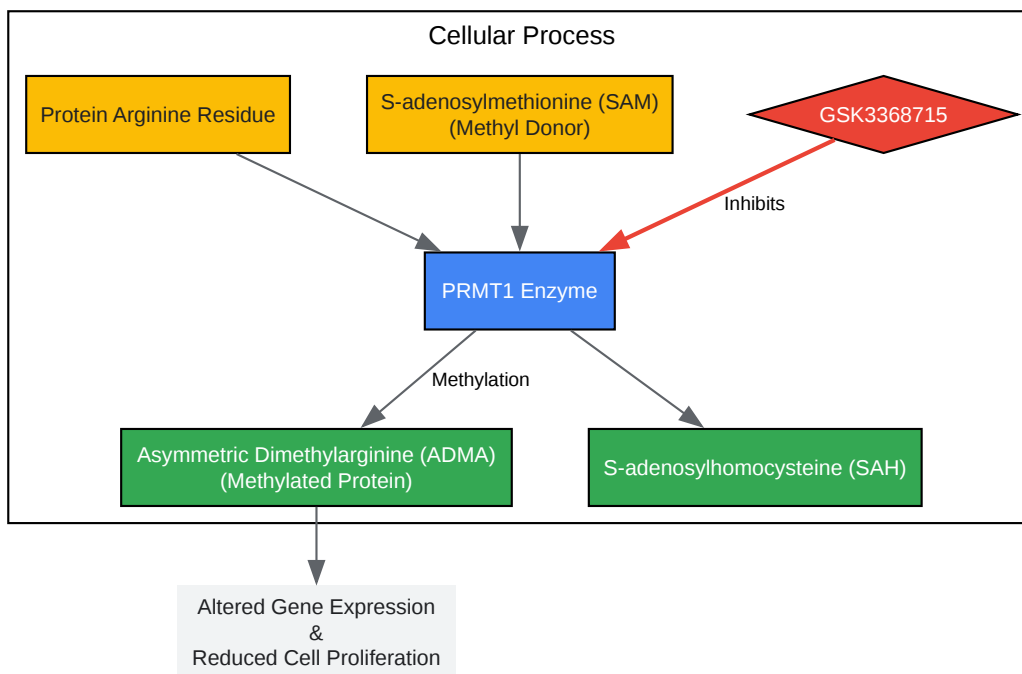 Cellular Process
Protein Arginine Residue
S-adenosylmethionine (SAM)
(Methyl Donor)
GSK3368715
Inhibits
PRMT1 Enzyme
Methylation
Asymmetric Dimethylarginine (ADMA)
(Methylated Protein)
S-adenosylhomocysteine (SAH)
Altered Gene Expression
&
Reduced Cell Proliferation